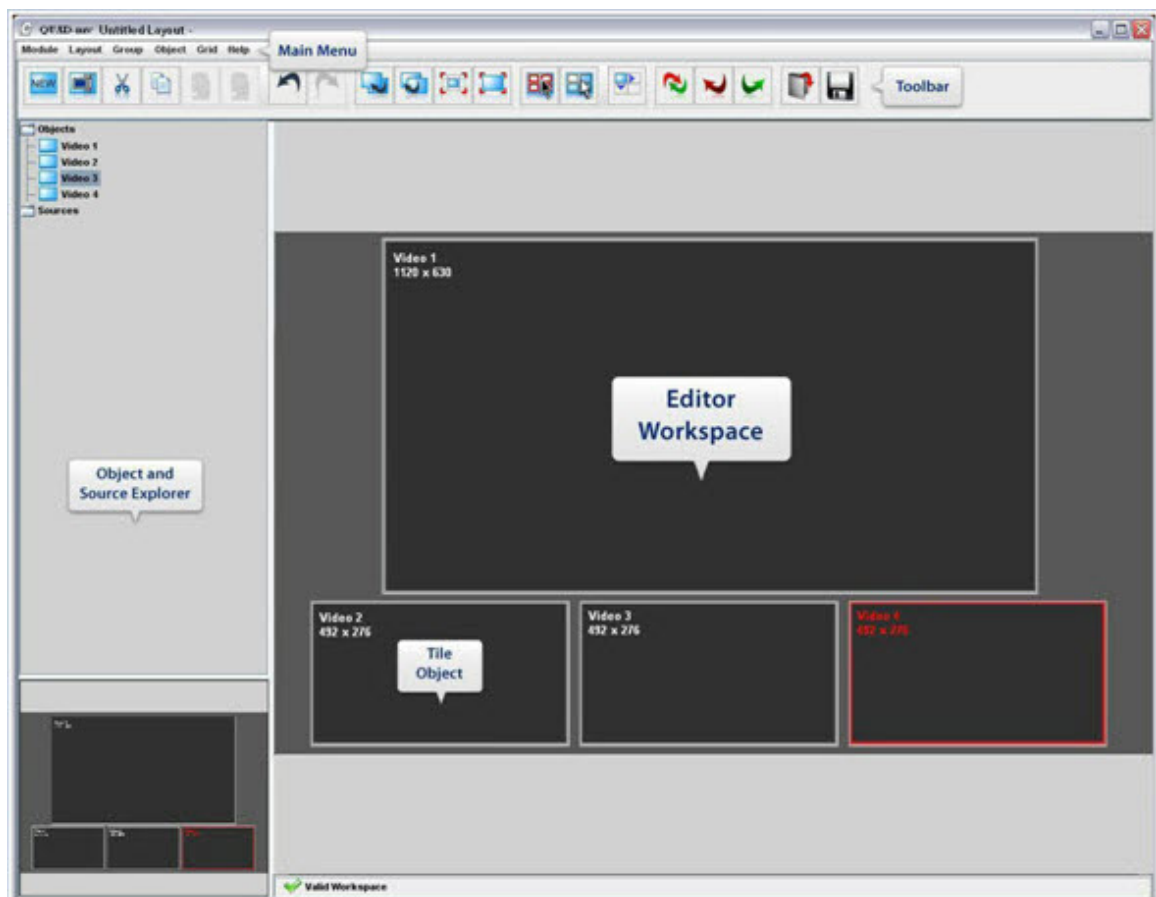 Untitled Layout -
Module Layout Group Object Grid Help
Main Menu
NEW
Toolbar
Objects
Video 1
Video 2
Video 3
Video 4
Sources
Video 1
1120 x 630
Editor
Workspace
Object and
Source Explorer
Video 2
492 x 276
Tile
Object
Video 3
492 x 276
Video 4
492 x 276
Valid Workspace